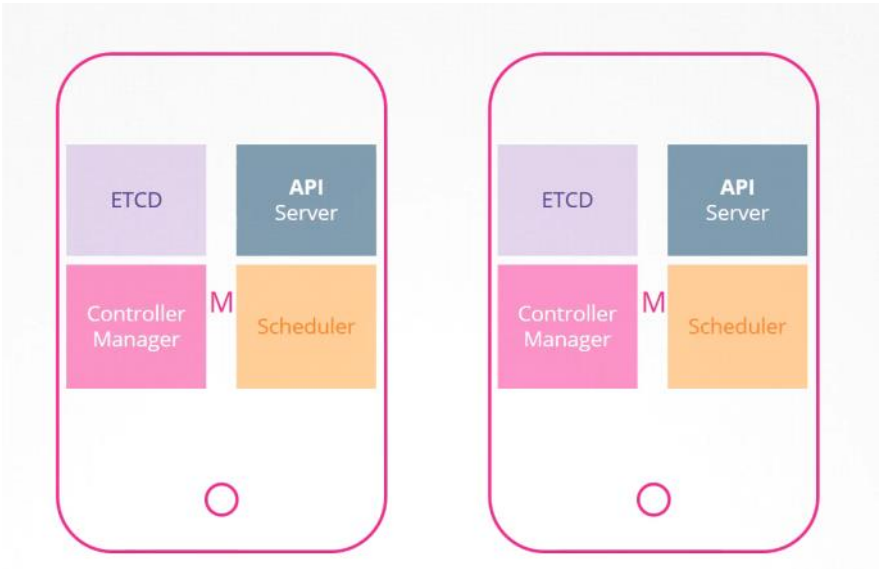 ETCD
API
Server
Controller
Manager
M
Scheduler
ETCD
API
Server
Controller
Manager
M
Scheduler